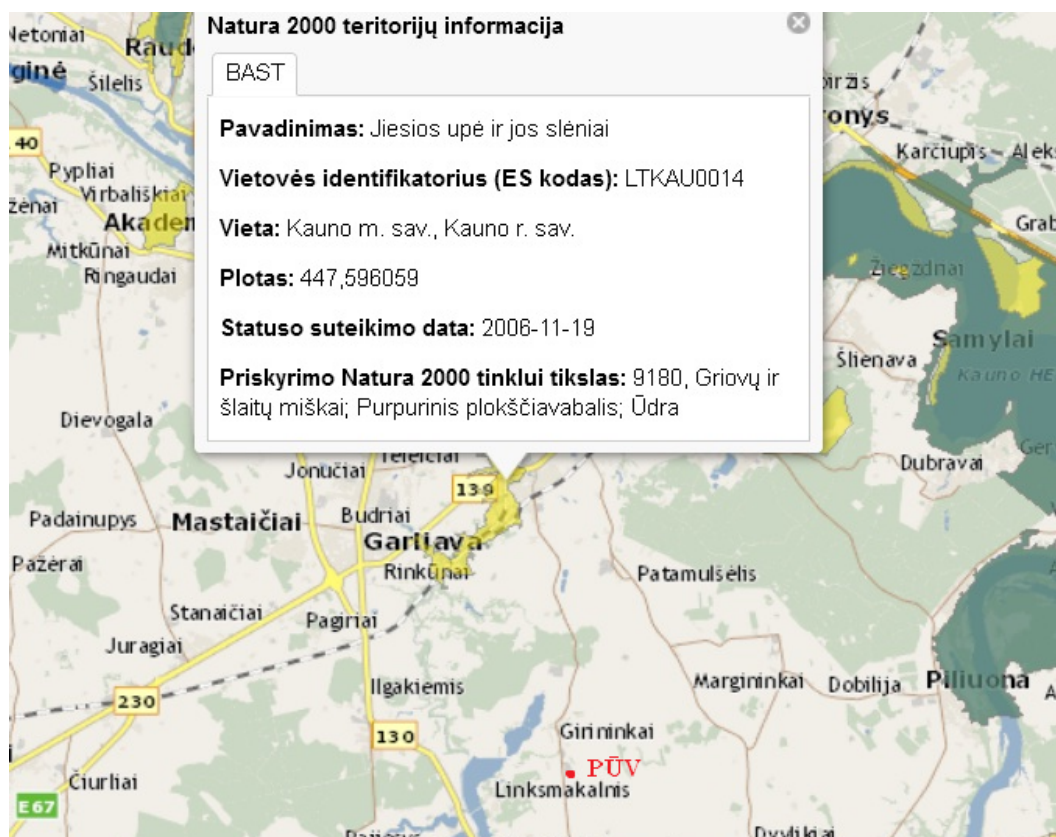 Natura 2000 teritorijų informacija
BAST
Pavadinimas: Jiesios upė ir jos slėniai
Vietovės identifikatorius (ES kodas): LTKAU0014
Vieta: Kauno m. sav., Kauno r. sav.
Plotas: 447,596059
Statuso suteikimo data: 2006-11-19
Priskyrimo Natura 2000 tinklui tikslas: 9180, Griovų ir
šlaitų miškai; Purpurinis plokščiavabalis; Ūdra
Šilelis
40
Pypliai
Virbališkiai
Mitkūnai
Ringaudai
Karčiupis
Žiegždriai
Samylai
Šlienava
Kauno HE
Dievogala
Dubravai
Jonučiai
139
Padainupys
Mastaičiai
Budriai
Garliava
Pažėrai
Rinkūnai
Patamulšėlis
Stanaičiai
Pagiriai
Juragiai
Ilgakiemis
Margininkai
Dobilija
Piliuona
230
130
Girininkai
PŪV
Čiurliai
Linksmakalnis
E67